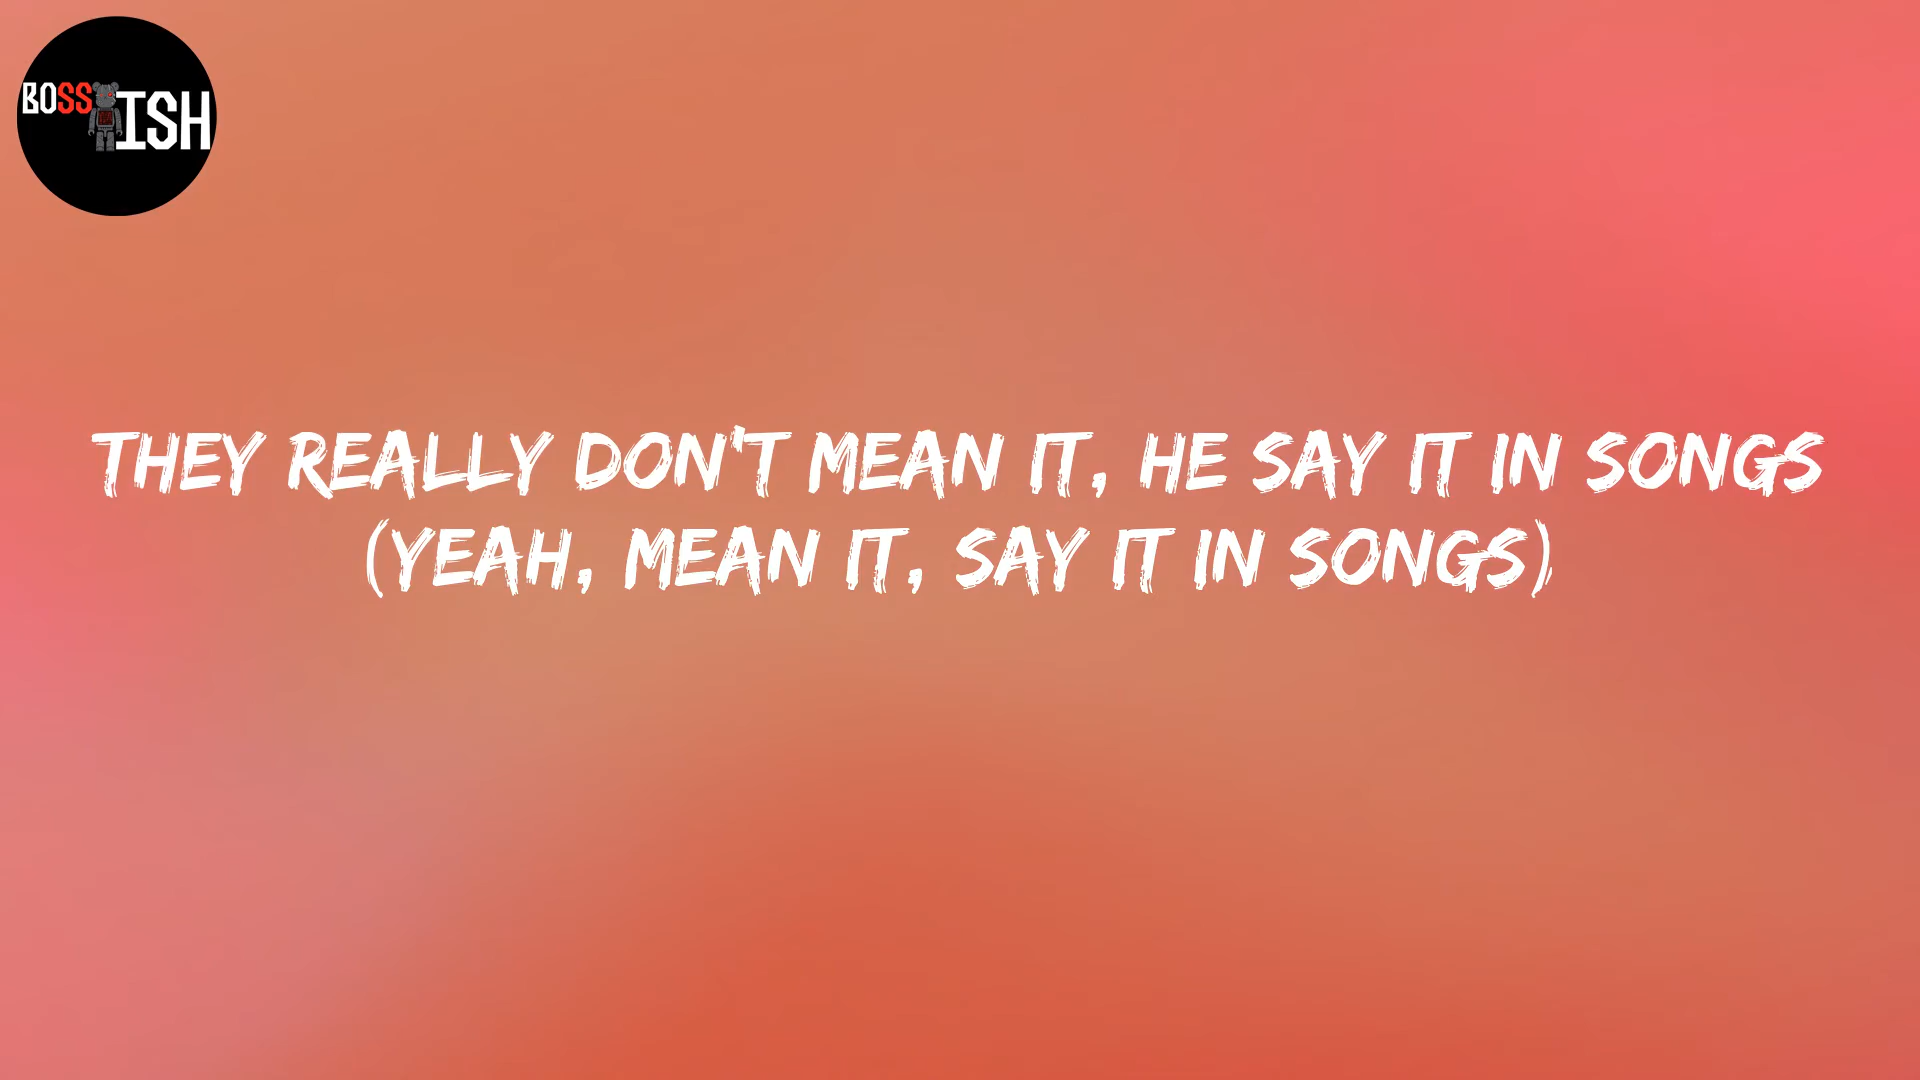 BOSS ISH
THEY REALLY DON'T MEAN IT, HE SAY IT IN SONGS
(YEAH, MEAN IT, SAY IT IN SONGS)